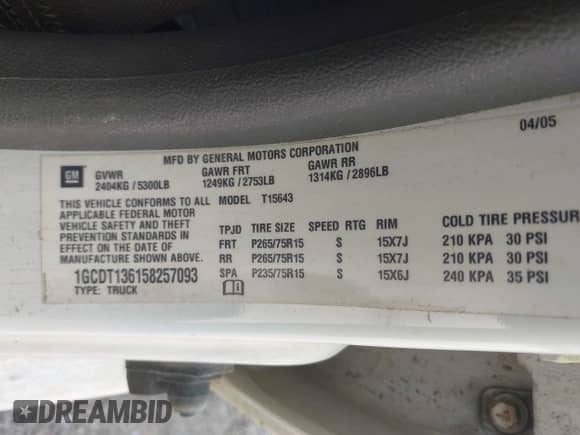 04/05
MFD BY GENERAL MOTORS CORPORATION
GM
GVWR GAWR FRT GAWR RR
2404KG / 5300LB 1249KG / 2753LB 1314KG / 2896LB
THIS VEHICLE CONFORMS TO ALL
APPLICABLE FEDERAL MOTOR
VEHICLE SAFETY AND THEFT
PREVENTION STANDARDS IN
EFFECT ON THE DATE OF
MANUFACTURE SHOWN ABOVE.
1GCDT136158257093
TYPE: TRUCK
MODEL T15643
TPJD TIRE SIZE SPEED RTG RIM COLD TIRE PRESSUR
FRT P265/75R15 S 15X7J 210 KPA 30 PSI
RR P265/75R15 S 15X7J 210 KPA 30 PSI
SPA P235/75R15 S 15X6J 240 KPA 35 PSI
DREAMBID